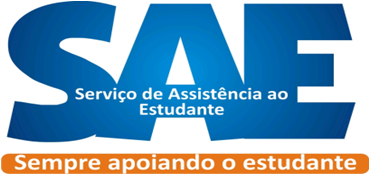 SAE
Serviço de Assistência ao
Estudante
Sempre apoiando o estudante